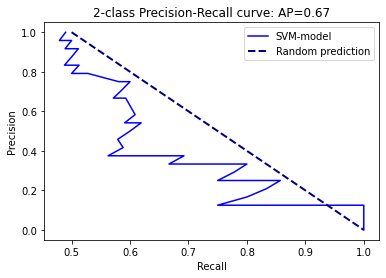 2-class Precision-Recall curve: AP=0.67
SVM-model
Random prediction
1.0
0.8
0.6
0.4
0.2
0.0
Precision
0.5
0.6
0.7
0.8
0.9
1.0
Recall